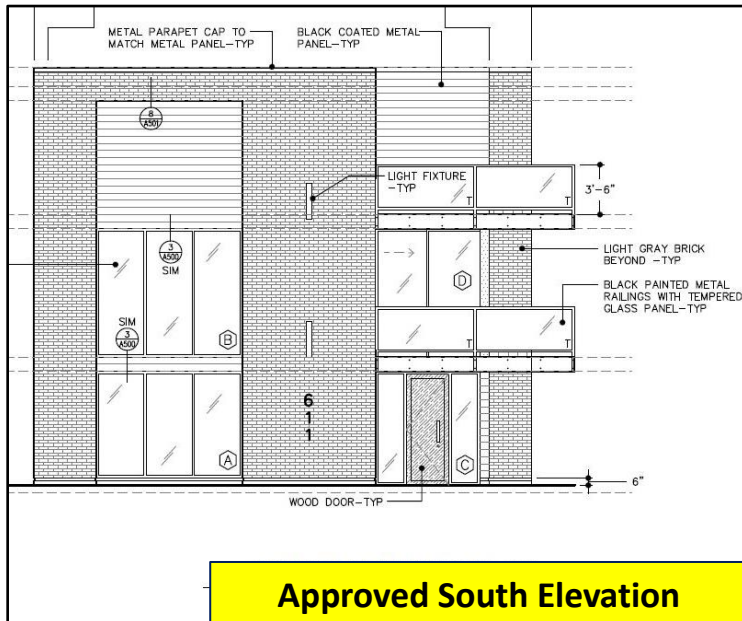 METAL PARAPET CAP TO
MATCH METAL PANEL-TYP
BLACK COATED METAL
PANEL-TYP
8
A501
LIGHT FIXTURE
-TYP
3'-6"
T
T
3
A500
SIM
LIGHT GRAY BRICK
BEYOND -TYP
D
BLACK PAINTED METAL
RAILINGS WITH TEMPERED
GLASS PANEL-TYP
SIM
3
A500
B
T
T
6
1
1
A
C
6"
WOOD DOOR-TYP
Approved South Elevation